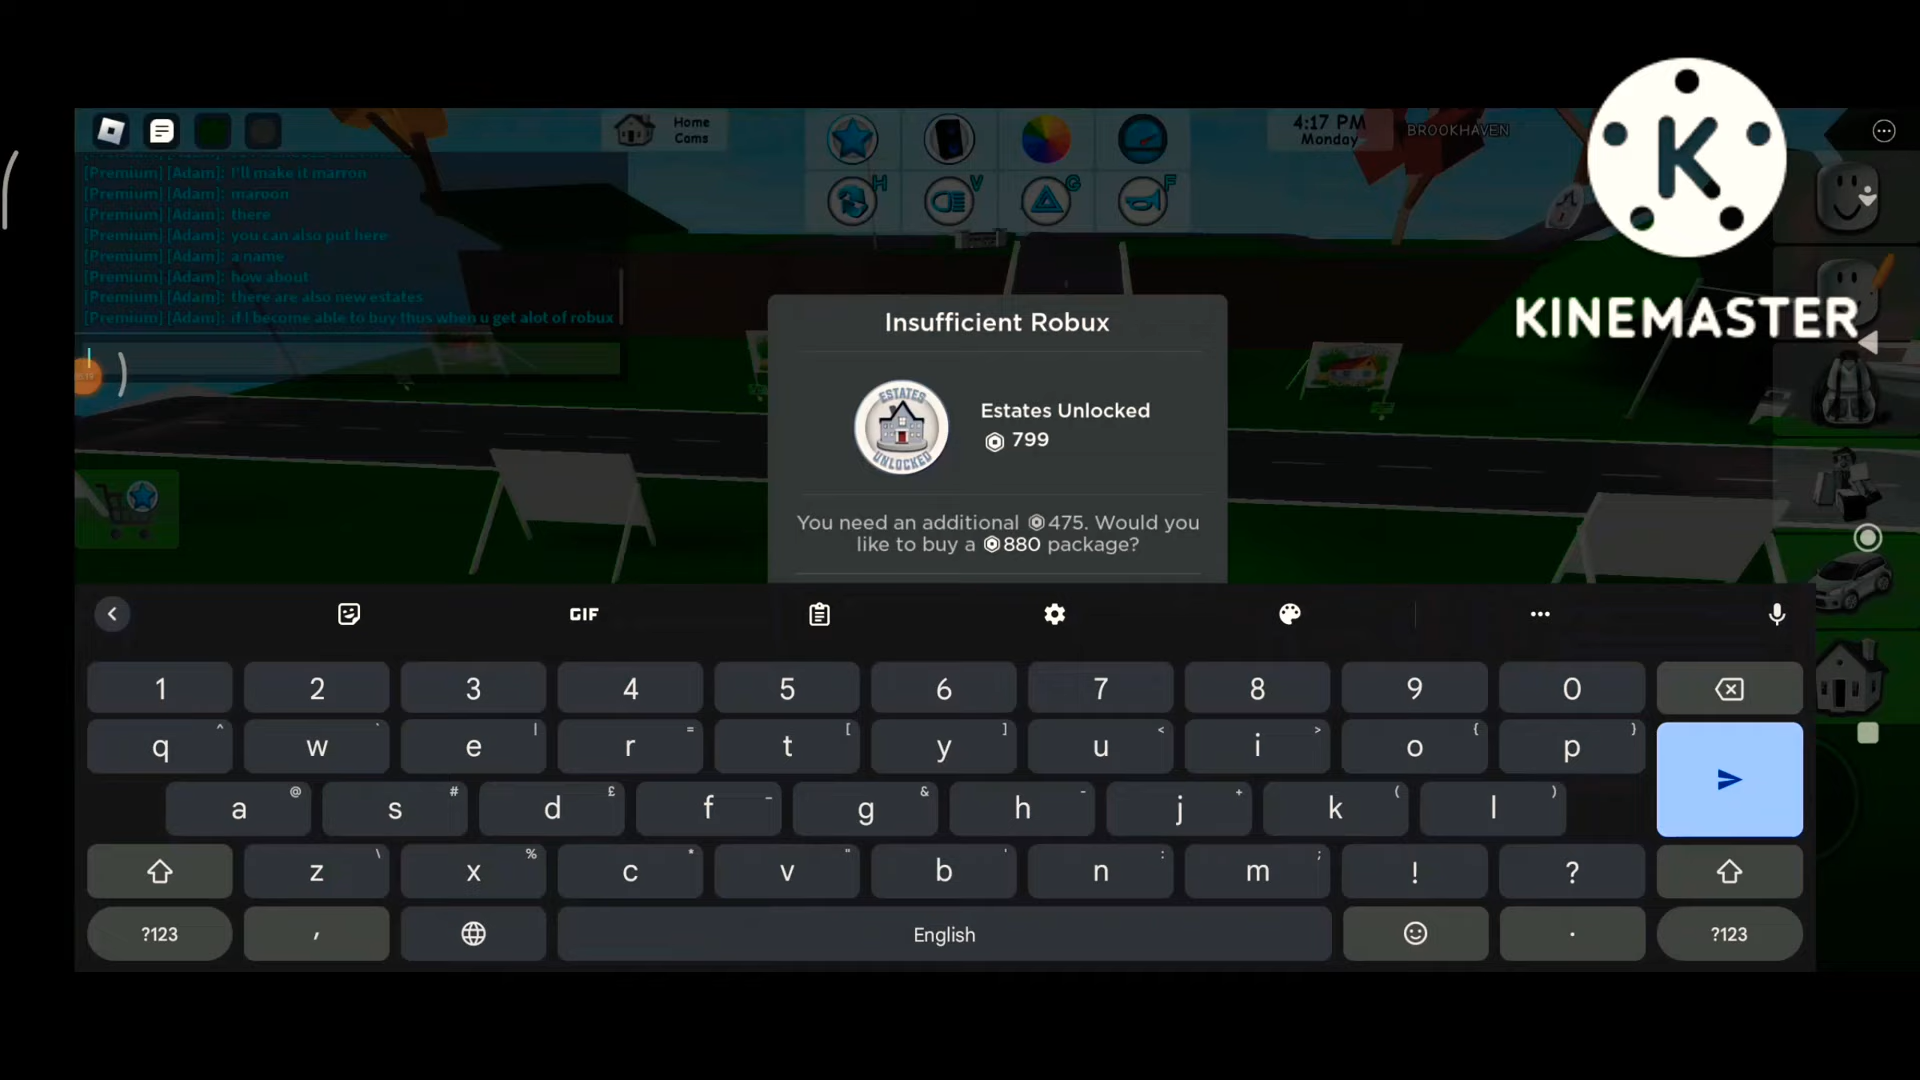 Home
Cams
4:17 PM
Monday
BROOKHAVEN
H
V
G
F
[Premium] [Adam]: I'll make it marron
[Premium] [Adam]: maroon
[Premium] [Adam]: there
[Premium] [Adam]: you can also put here
[Premium] [Adam]: a name
[Premium] [Adam]: how about
[Premium] [Adam]: there are also new estates
[Premium] [Adam]: if I become able to buy thus when u get alot of robux
K
KINEMASTER
Insufficient Robux
ESTATES
UNLOCKED
Estates Unlocked
799
You need an additional 475. Would you
like to buy a 880 package?
GIF
1 2 3 4 5 6 7 8 9 0
q ^ w ` e | r = t [ y ] u < i > o { p }
a @ s # d £ f _ g & h - j + k ( l )
z \ x % c * v " b ' n : m ; ! ?
?123 , English . ?123